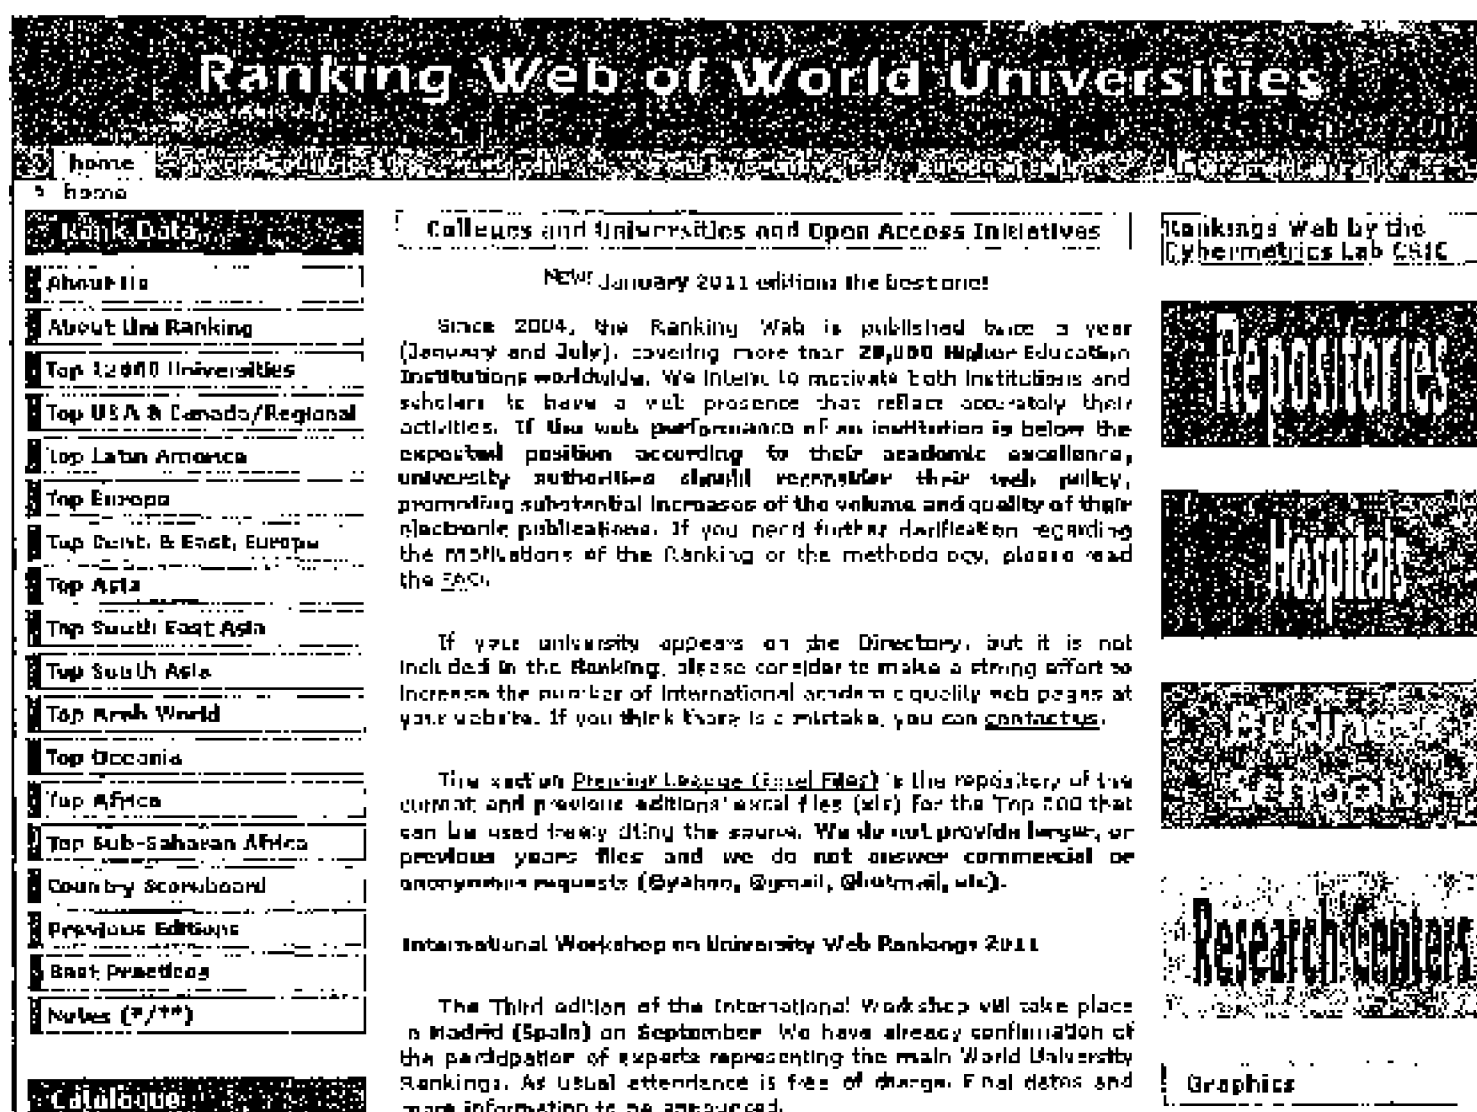 Ranking Web of World Universities
home
home
Rank Data
About Us
About the Ranking
Top 12000 Universities
Top USA & Canada/Regional
Top Latin America
Top Europe
Top Cent. & East. Europe
Top Asia
Top South East Asia
Top South Asia
Top Arab World
Top Oceania
Top Africa
Top Sub-Saharan Africa
Country Scoreboard
Previous Editions
Best Practices
Notes (*/**)
Catalogue
Colleges and Universities and Open Access Initiatives
New! January 2011 edition: the best one!
Since 2004, the Ranking Web is published twice a year
(January and July), covering more than 20,000 Higher Education
Institutions worldwide. We intend to motivate both institutions and
scholars to have a web presence that reflect accurately their
activities. If the web performance of an institution is below the
expected position according to their academic excellence,
university authorities should reconsider their web policy,
promoting substantial increases of the volume and quality of their
electronic publications. If you need further clarification regarding
the motivations of the Ranking or the methodology, please read
the FAQs
If your university appears on the Directory, but it is not
included in the Ranking, please consider to make a strong effort to
increase the number of international academic quality web pages at
your website. If you think there is a mistake, you can contact us.
The section Premier League (Excel Files) is the repository of the
current and previous editions' excel files (xls) for the Top 500 that
can be used freely citing the source. We do not provide larger, or
previous years files and we do not answer commercial or
anonymous requests (@yahoo, @gmail, @hotmail, etc).
International Workshop on University Web Rankings 2011
The Third edition of the International Workshop will take place
in Madrid (Spain) on September. We have already confirmation of
the participation of experts representing the main World University
Rankings. As usual attendance is free of charge. Final dates and
more information to be announced.
Rankings Web by the
Cybermetrics Lab CSIC
Repositories
Hospitals
Business
Schools
Research Centers
Graphics